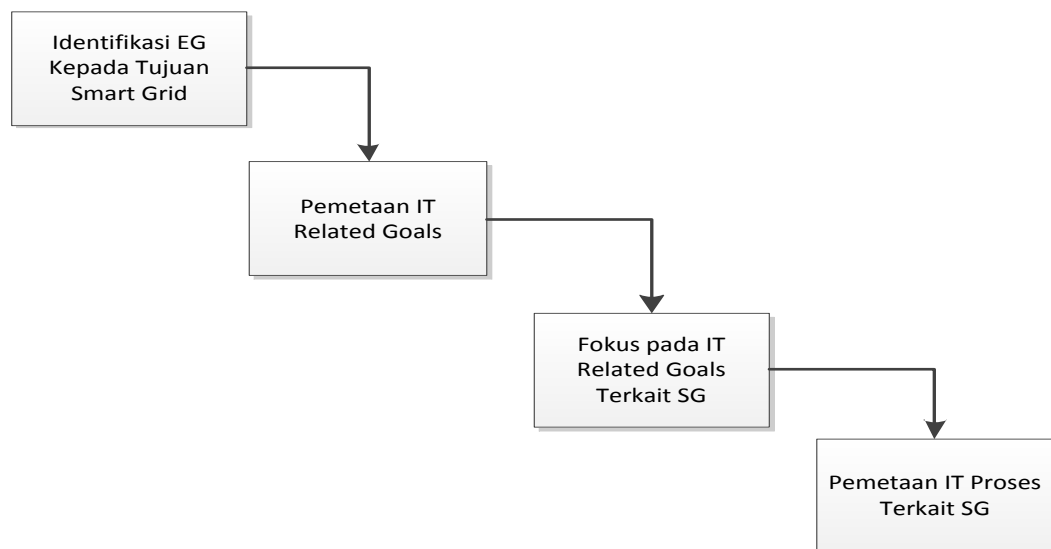 Identifikasi EG
Kepada Tujuan
Smart Grid
Pemetaan IT
Related Goals
Fokus pada IT
Related Goals
Terkait SG
Pemetaan IT Proses
Terkait SG